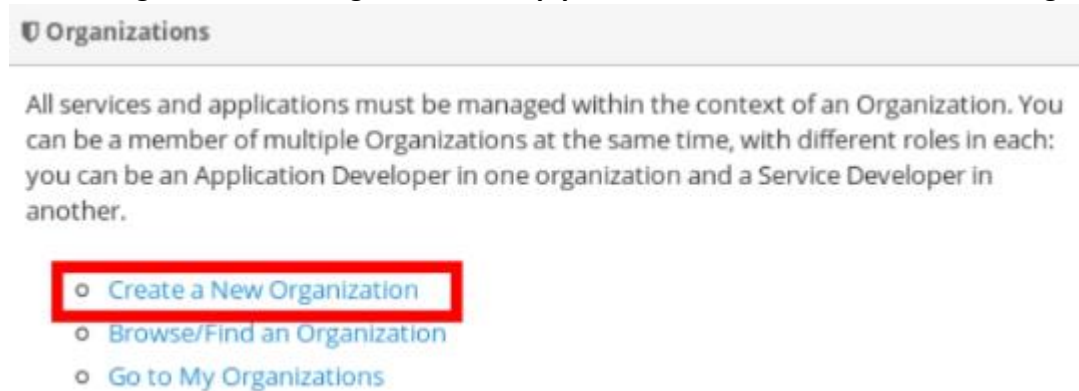 Organizations
All services and applications must be managed within the context of an Organization. You
can be a member of multiple Organizations at the same time, with different roles in each:
you can be an Application Developer in one organization and a Service Developer in
another.
Create a New Organization
Browse/Find an Organization
Go to My Organizations